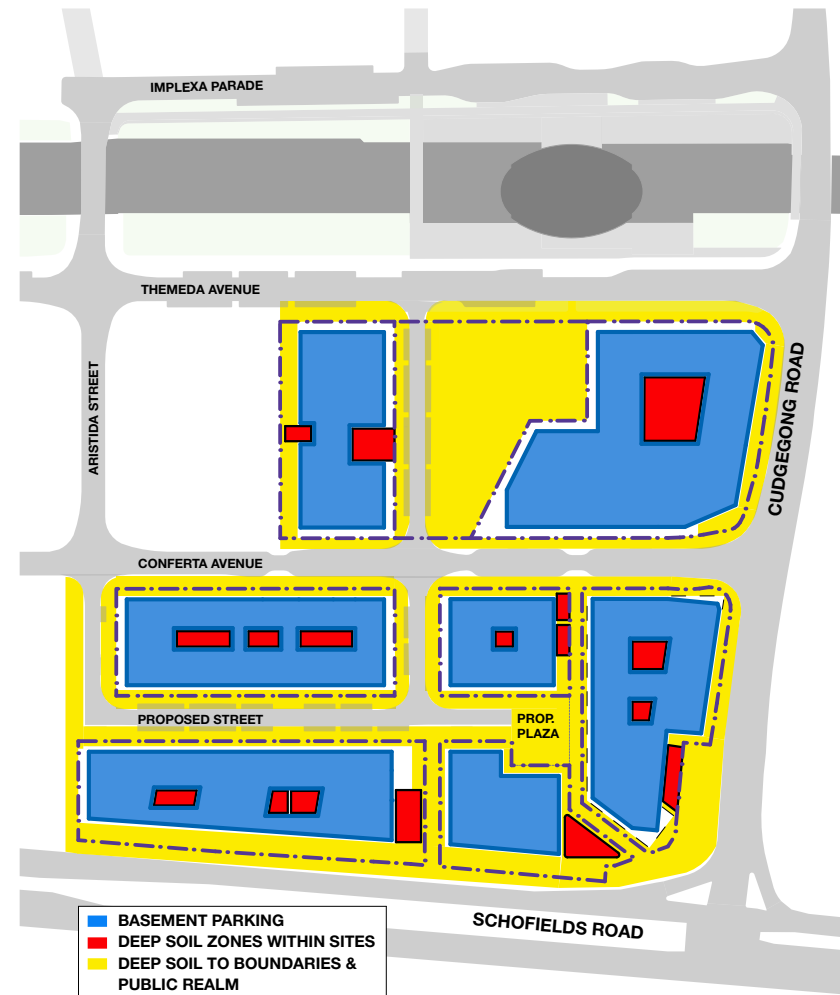 IMPLEXA PARADE
THEMEDA AVENUE
ARISTIDA STREET
CUDGEGONG ROAD
CONFERTA AVENUE
PROPOSED STREET
PROP.
PLAZA
SCHOFIELDS ROAD
BASEMENT PARKING
DEEP SOIL ZONES WITHIN SITES
DEEP SOIL TO BOUNDARIES &
PUBLIC REALM